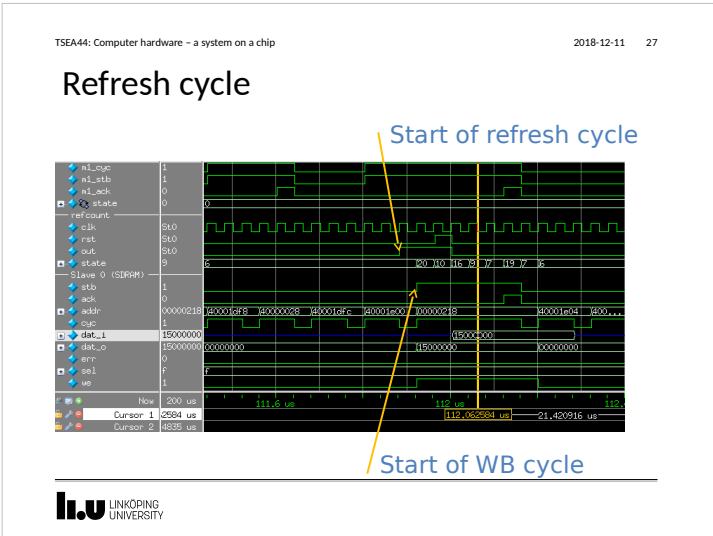 TSEA44: Computer hardware – a system on a chip 2018-12-11 27
Refresh cycle
Start of refresh cycle
m1_cyc 1
m1_stb 1
m1_ack 0
state 0 0
refcount
clk St0
rst St0
out St0
state 9 6 20 10 16 9 7 19 7 6
Slave 0 (SDRAM)
stb 1
ack 0
addr 00000218 40001df8 40000028 40001dfc 40001e00 00000218 40001e04 400...
cyc 1
dat_i 15000000 15000000
dat_o 15000000 00000000 15000000 00000000
err 0
sel f f
we 1
Now 200 us 111.6 us 112 us 112.
Cursor 1 2584 us 112.062584 us 21.420916 us
Cursor 2 4835 us
Start of WB cycle
LINKÖPING
UNIVERSITY